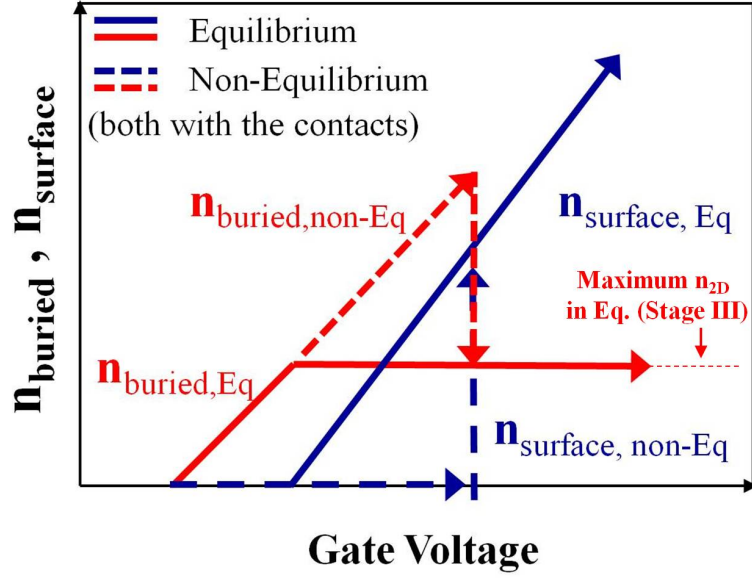 Equilibrium
Non-Equilibrium
(both with the contacts)
n_buried , n_surface
n_buried,non-Eq
n_surface, Eq
Maximum n_2D
in Eq. (Stage III)
n_buried,Eq
n_surface, non-Eq
Gate Voltage